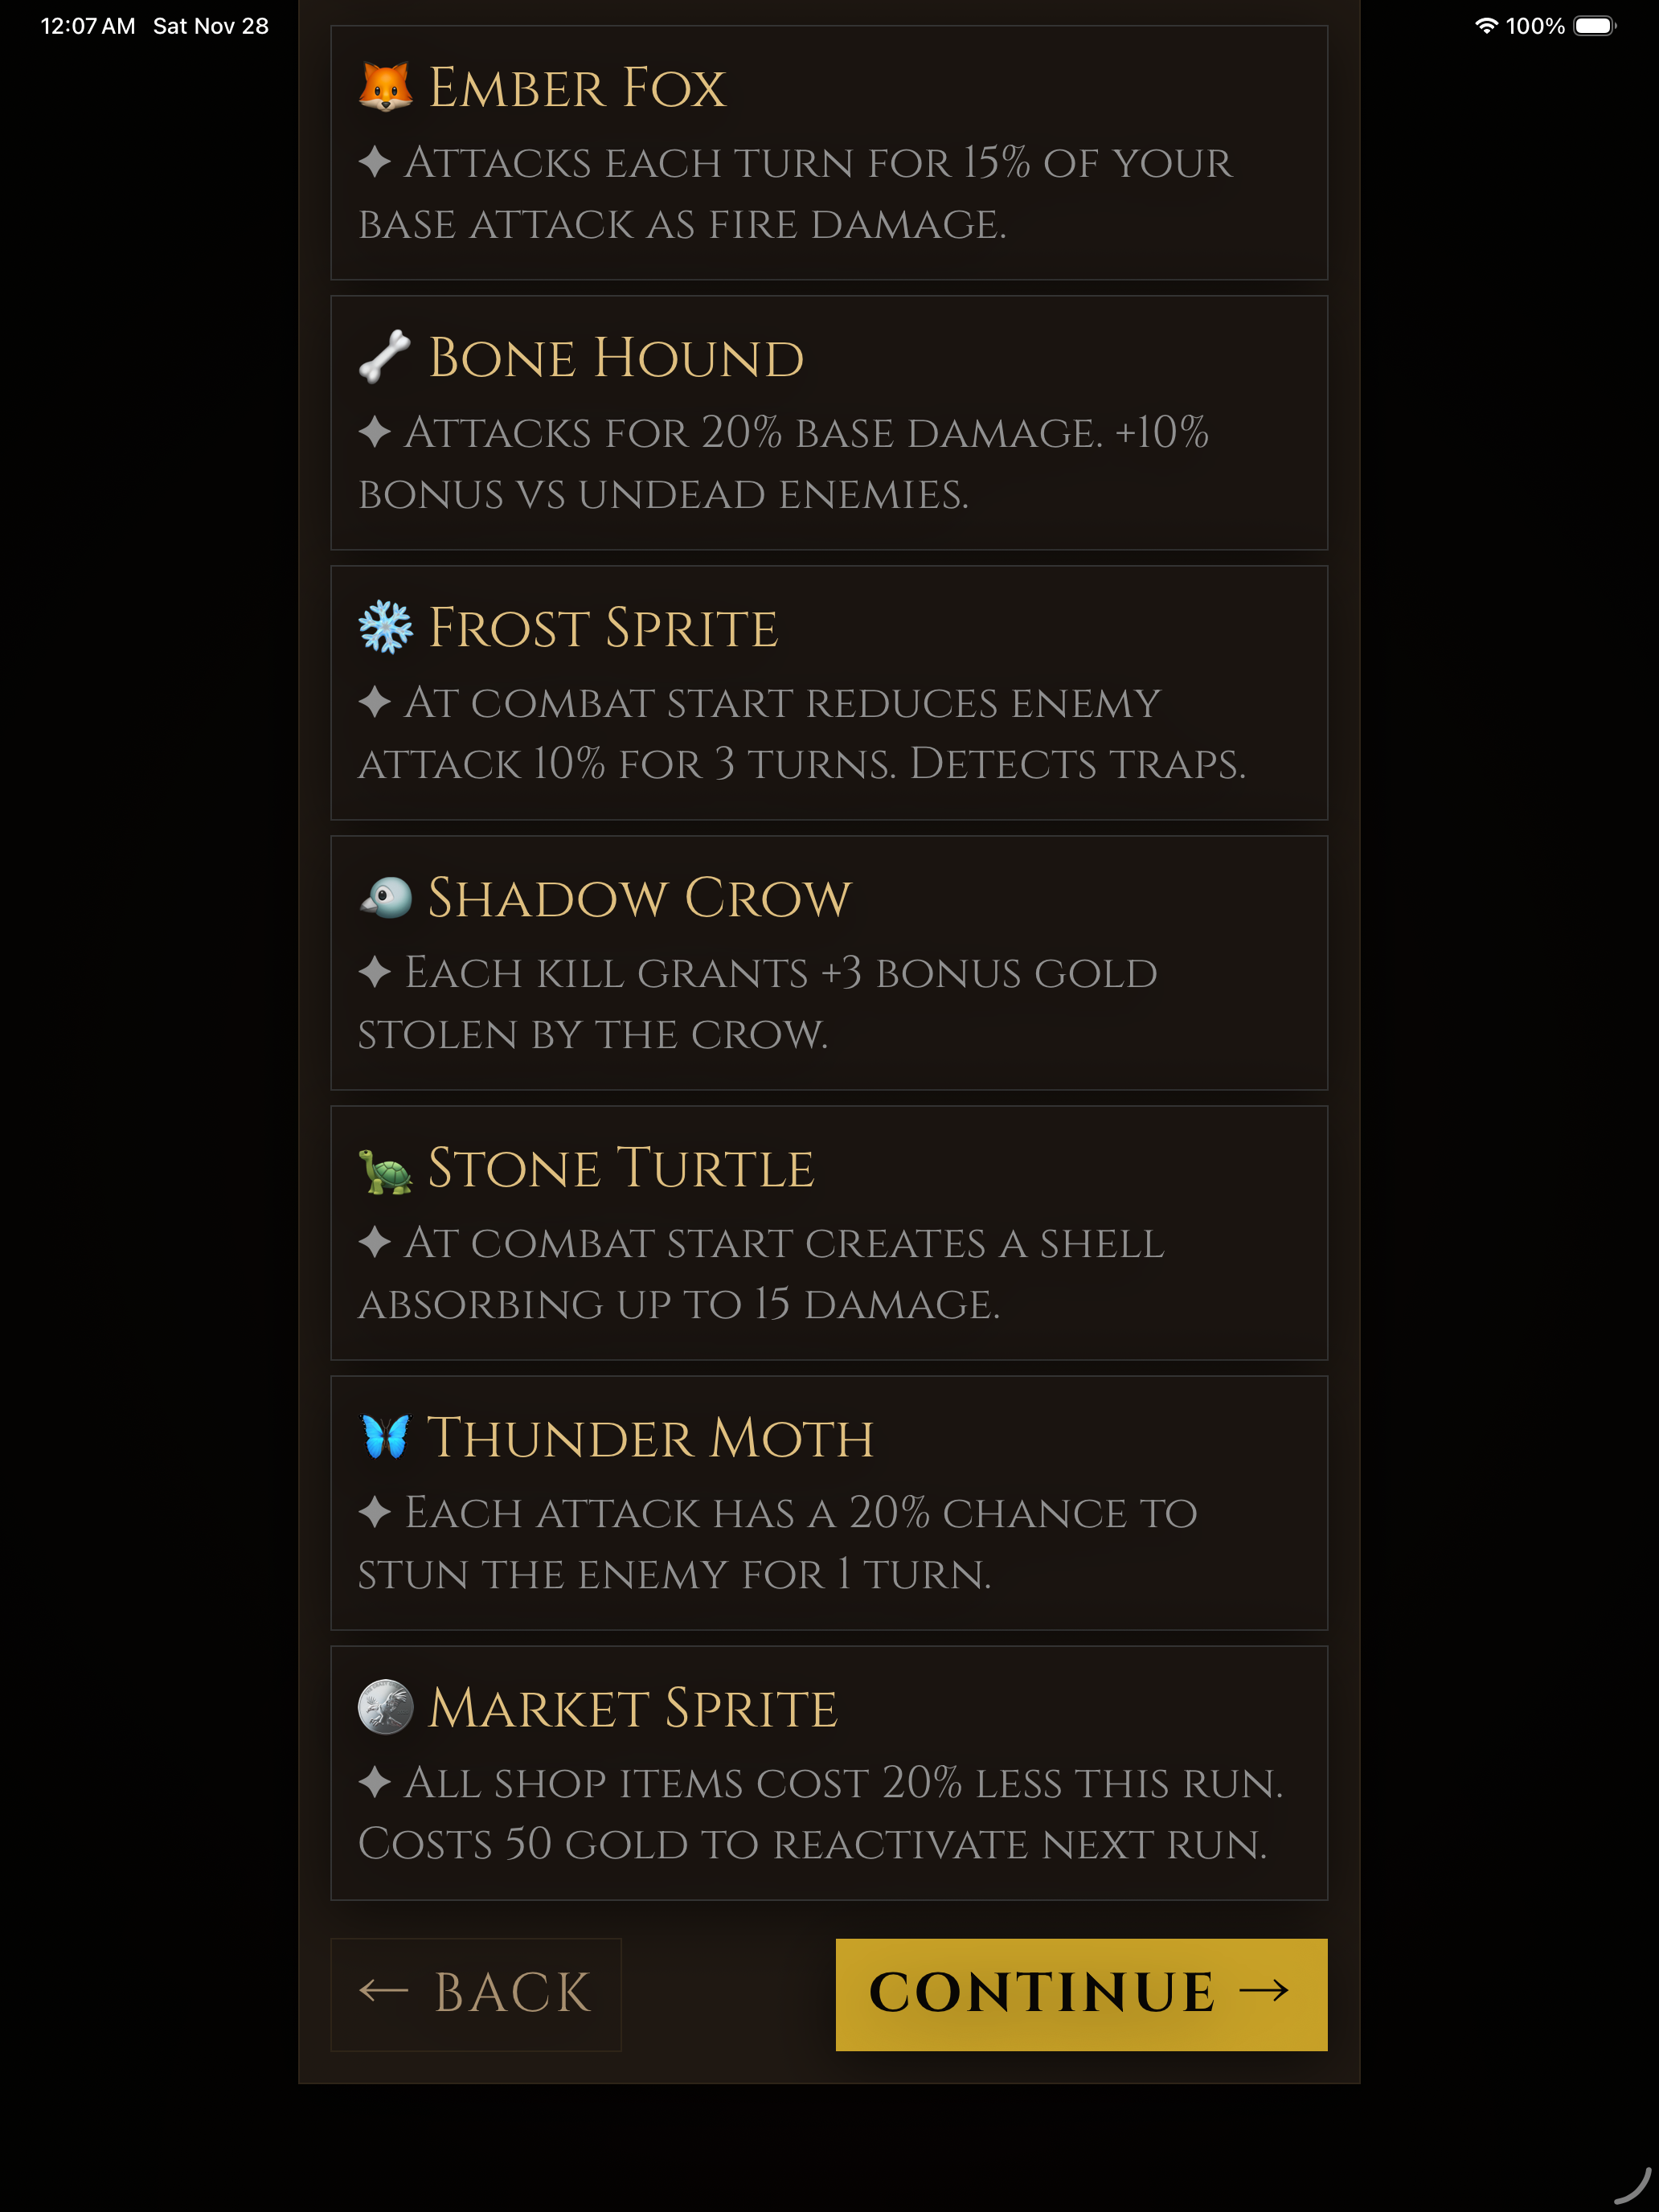 12:07 AM Sat Nov 28
100%
Ember Fox
✦ Attacks each turn for 15% of your
base attack as fire damage.
Bone Hound
✦ Attacks for 20% base damage. +10%
bonus vs undead enemies.
Frost Sprite
✦ At combat start reduces enemy
attack 10% for 3 turns. Detects traps.
Shadow Crow
✦ Each kill grants +3 bonus gold
stolen by the crow.
Stone Turtle
✦ At combat start creates a shell
absorbing up to 15 damage.
Thunder Moth
✦ Each attack has a 20% chance to
stun the enemy for 1 turn.
Market Sprite
✦ All shop items cost 20% less this run.
Costs 50 gold to reactivate next run.
← BACK
CONTINUE →